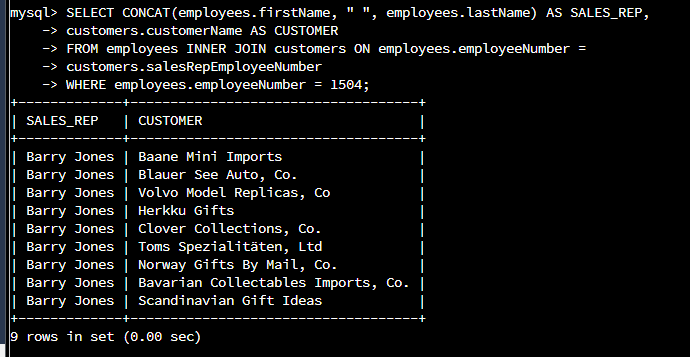 mysql> SELECT CONCAT(employees.firstName, " ", employees.lastName) AS SALES_REP,
    -> customers.customerName AS CUSTOMER
    -> FROM employees INNER JOIN customers ON employees.employeeNumber =
    -> customers.salesRepEmployeeNumber
    -> WHERE employees.employeeNumber = 1504;
+-------------+-----------------------------------+
| SALES_REP   | CUSTOMER                          |
+-------------+-----------------------------------+
| Barry Jones | Baane Mini Imports                |
| Barry Jones | Blauer See Auto, Co.              |
| Barry Jones | Volvo Model Replicas, Co          |
| Barry Jones | Herkku Gifts                      |
| Barry Jones | Clover Collections, Co.           |
| Barry Jones | Toms Spezialitäten, Ltd           |
| Barry Jones | Norway Gifts By Mail, Co.         |
| Barry Jones | Bavarian Collectables Imports, Co. |
| Barry Jones | Scandinavian Gift Ideas           |
+-------------+-----------------------------------+
9 rows in set (0.00 sec)